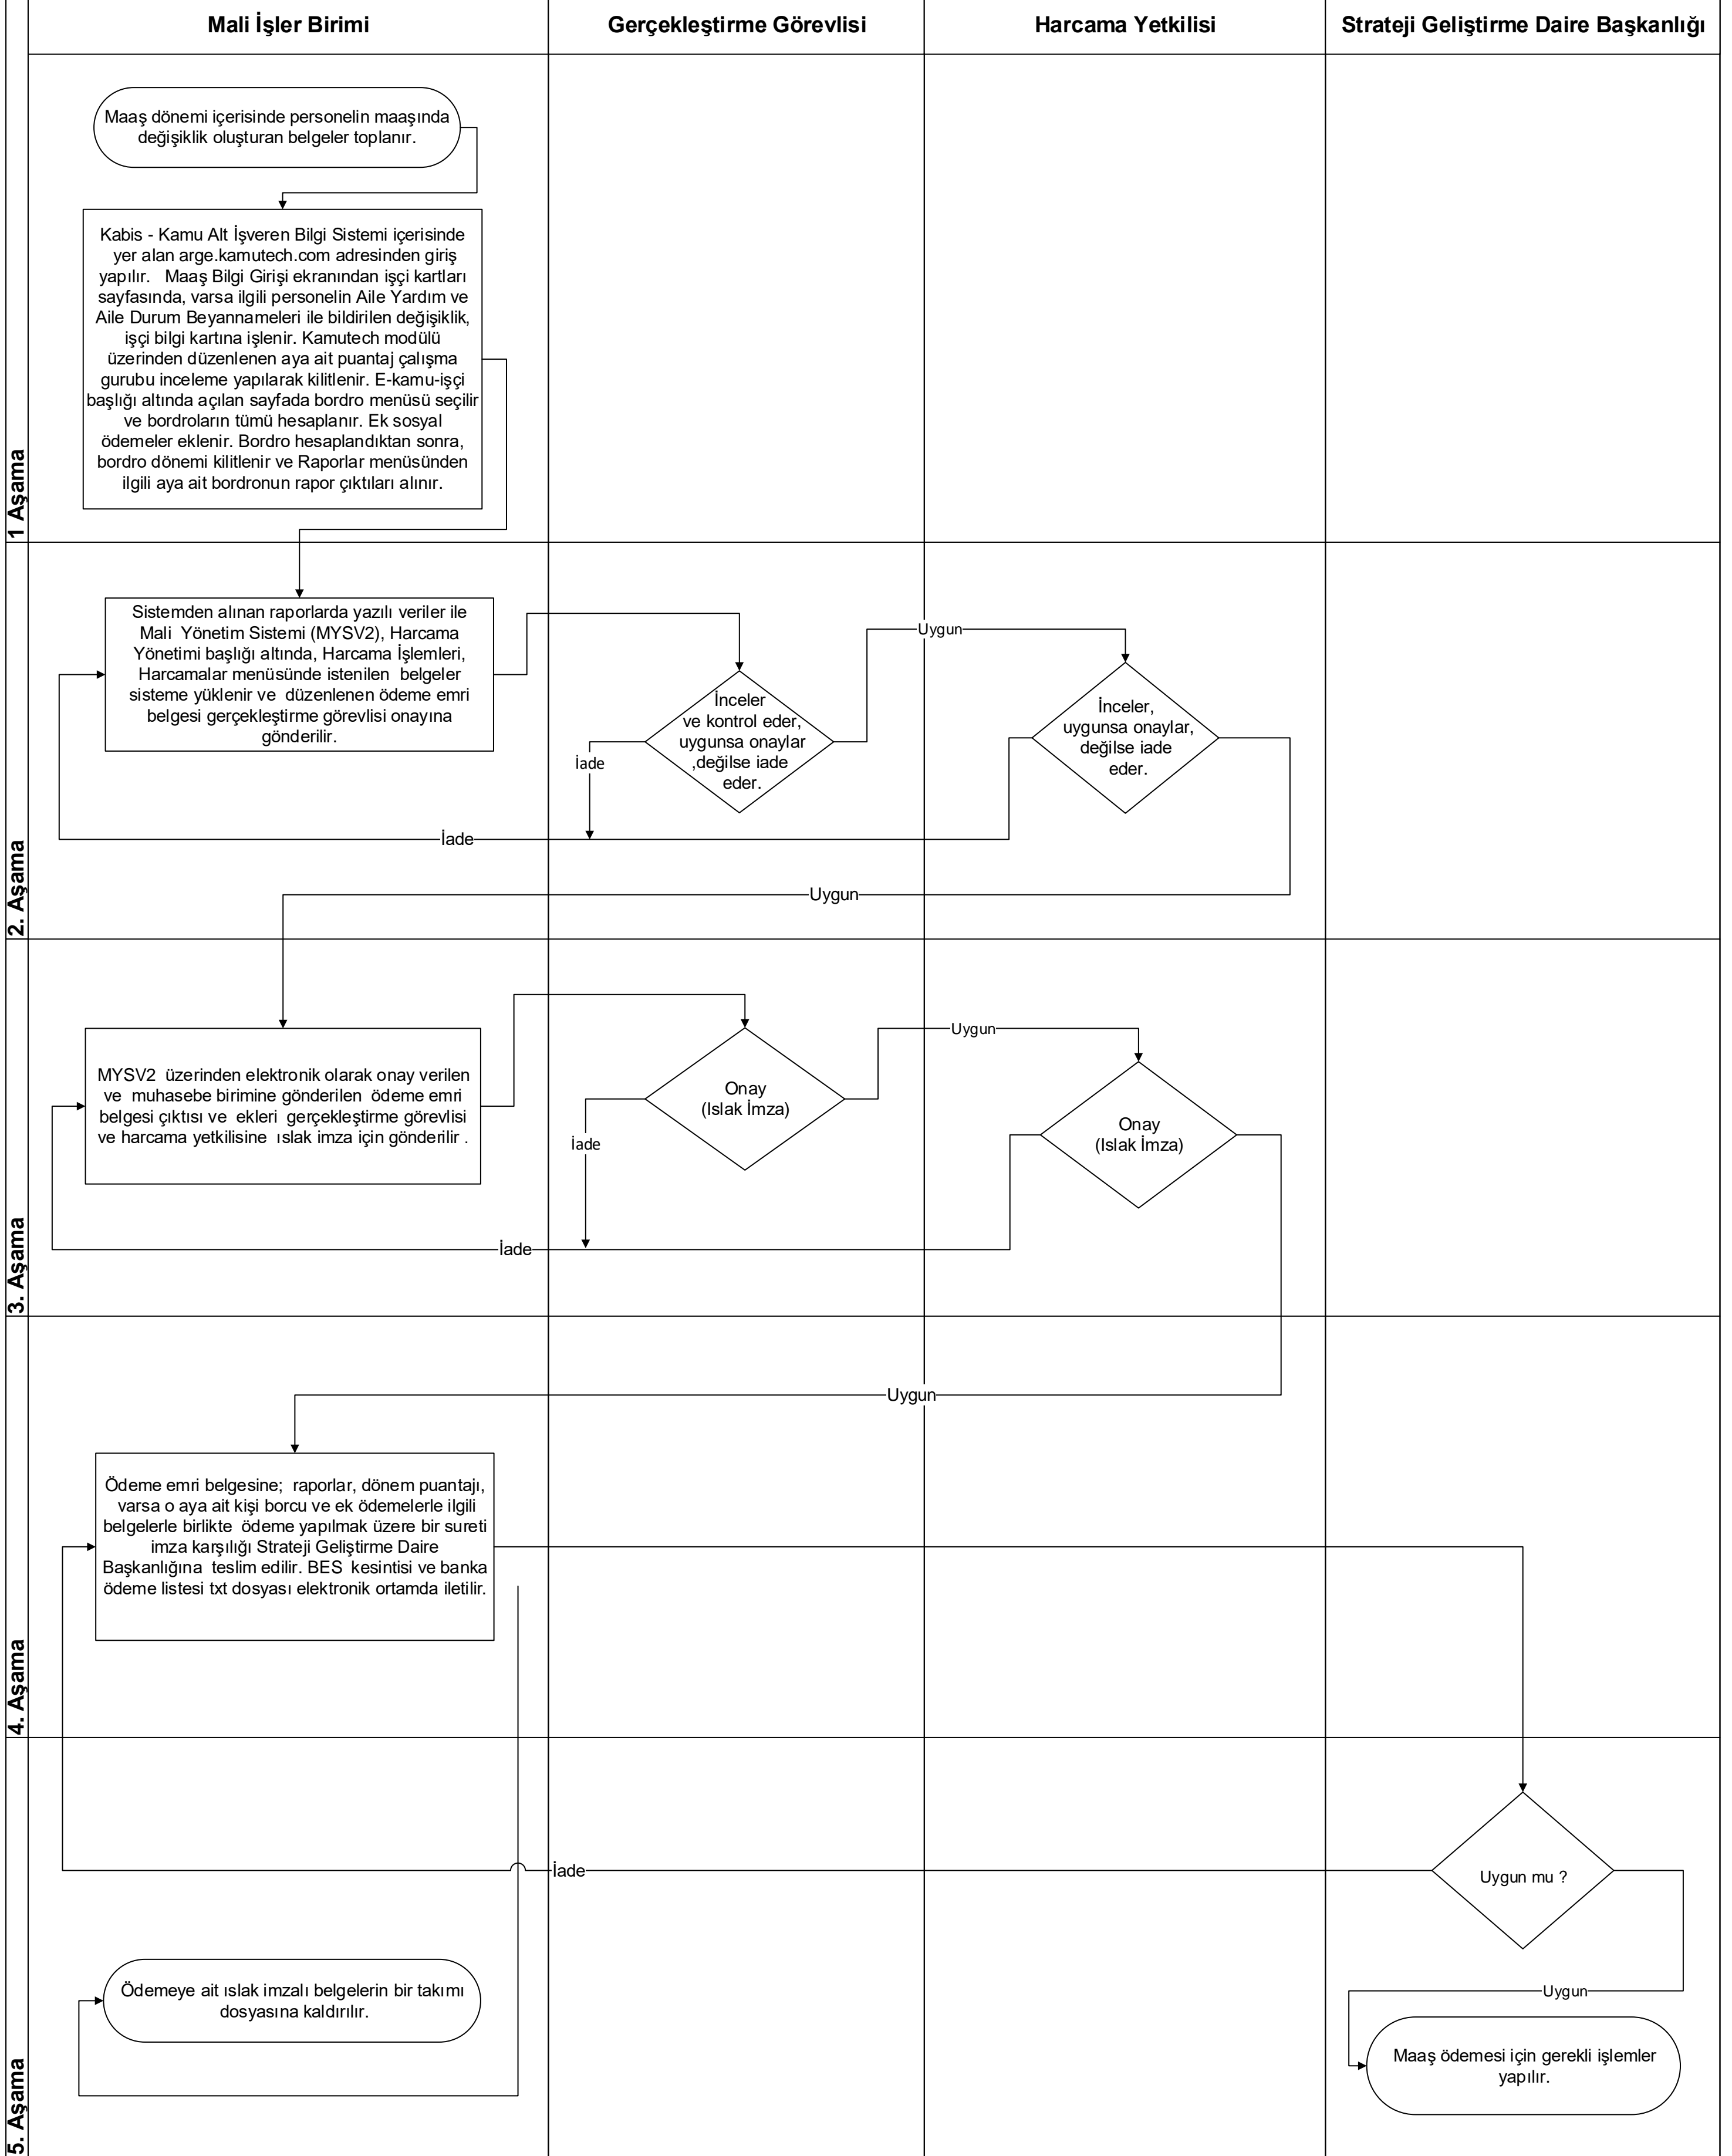 Mali İşler Birimi
Gerçekleştirme Görevlisi
Harcama Yetkilisi
Strateji Geliştirme Daire Başkanlığı
1 Aşama
Maaş dönemi içerisinde personelin maaşında
değişiklik oluşturan belgeler toplanır.
Kabis - Kamu Alt İşveren Bilgi Sistemi içerisinde
yer alan arge.kamutech.com adresinden giriş
yapılır.   Maaş Bilgi Girişi ekranından işçi kartları
sayfasında, varsa ilgili personelin Aile Yardım ve
Aile Durum Beyannameleri ile bildirilen değişiklik,
işçi bilgi kartına işlenir. Kamutech modülü
üzerinden düzenlenen aya ait puantaj çalışma
gurubu inceleme yapılarak kilitlenir. E-kamu-işçi
başlığı altında açılan sayfada bordro menüsü seçilir
ve bordroların tümü hesaplanır. Ek sosyal
ödemeler eklenir. Bordro hesaplandıktan sonra,
bordro dönemi kilitlenir ve Raporlar menüsünden
ilgili aya ait bordronun rapor çıktıları alınır.
2. Aşama
Sistemden alınan raporlarda yazılı veriler ile
Mali  Yönetim Sistemi (MYSV2), Harcama
Yönetimi başlığı altında, Harcama İşlemleri,
Harcamalar menüsünde istenilen  belgeler
sisteme yüklenir ve  düzenlenen ödeme emri
belgesi gerçekleştirme görevlisi onayına
gönderilir.
İnceler
ve kontrol eder,
uygunsa onaylar
,değilse iade
eder.
Uygun
İnceler,
uygunsa onaylar,
değilse iade
eder.
İade
İade
Uygun
3. Aşama
MYSV2  üzerinden elektronik olarak onay verilen
ve  muhasebe birimine gönderilen  ödeme emri
belgesi çıktısı ve  ekleri  gerçekleştirme görevlisi
ve harcama yetkilisine  ıslak imza için gönderilir .
Onay
(Islak İmza)
Uygun
Onay
(Islak İmza)
İade
İade
Uygun
4. Aşama
Ödeme emri belgesine;  raporlar, dönem puantajı,
varsa o aya ait kişi borcu ve ek ödemelerle ilgili
belgelerle birlikte  ödeme yapılmak üzere bir sureti
imza karşılığı Strateji Geliştirme Daire
Başkanlığına  teslim edilir. BES  kesintisi ve banka
ödeme listesi txt dosyası elektronik ortamda iletilir.
5. Aşama
Uygun mu ?
İade
Uygun
Ödemeye ait ıslak imzalı belgelerin bir takımı
dosyasına kaldırılır.
Maaş ödemesi için gerekli işlemler
yapılır.